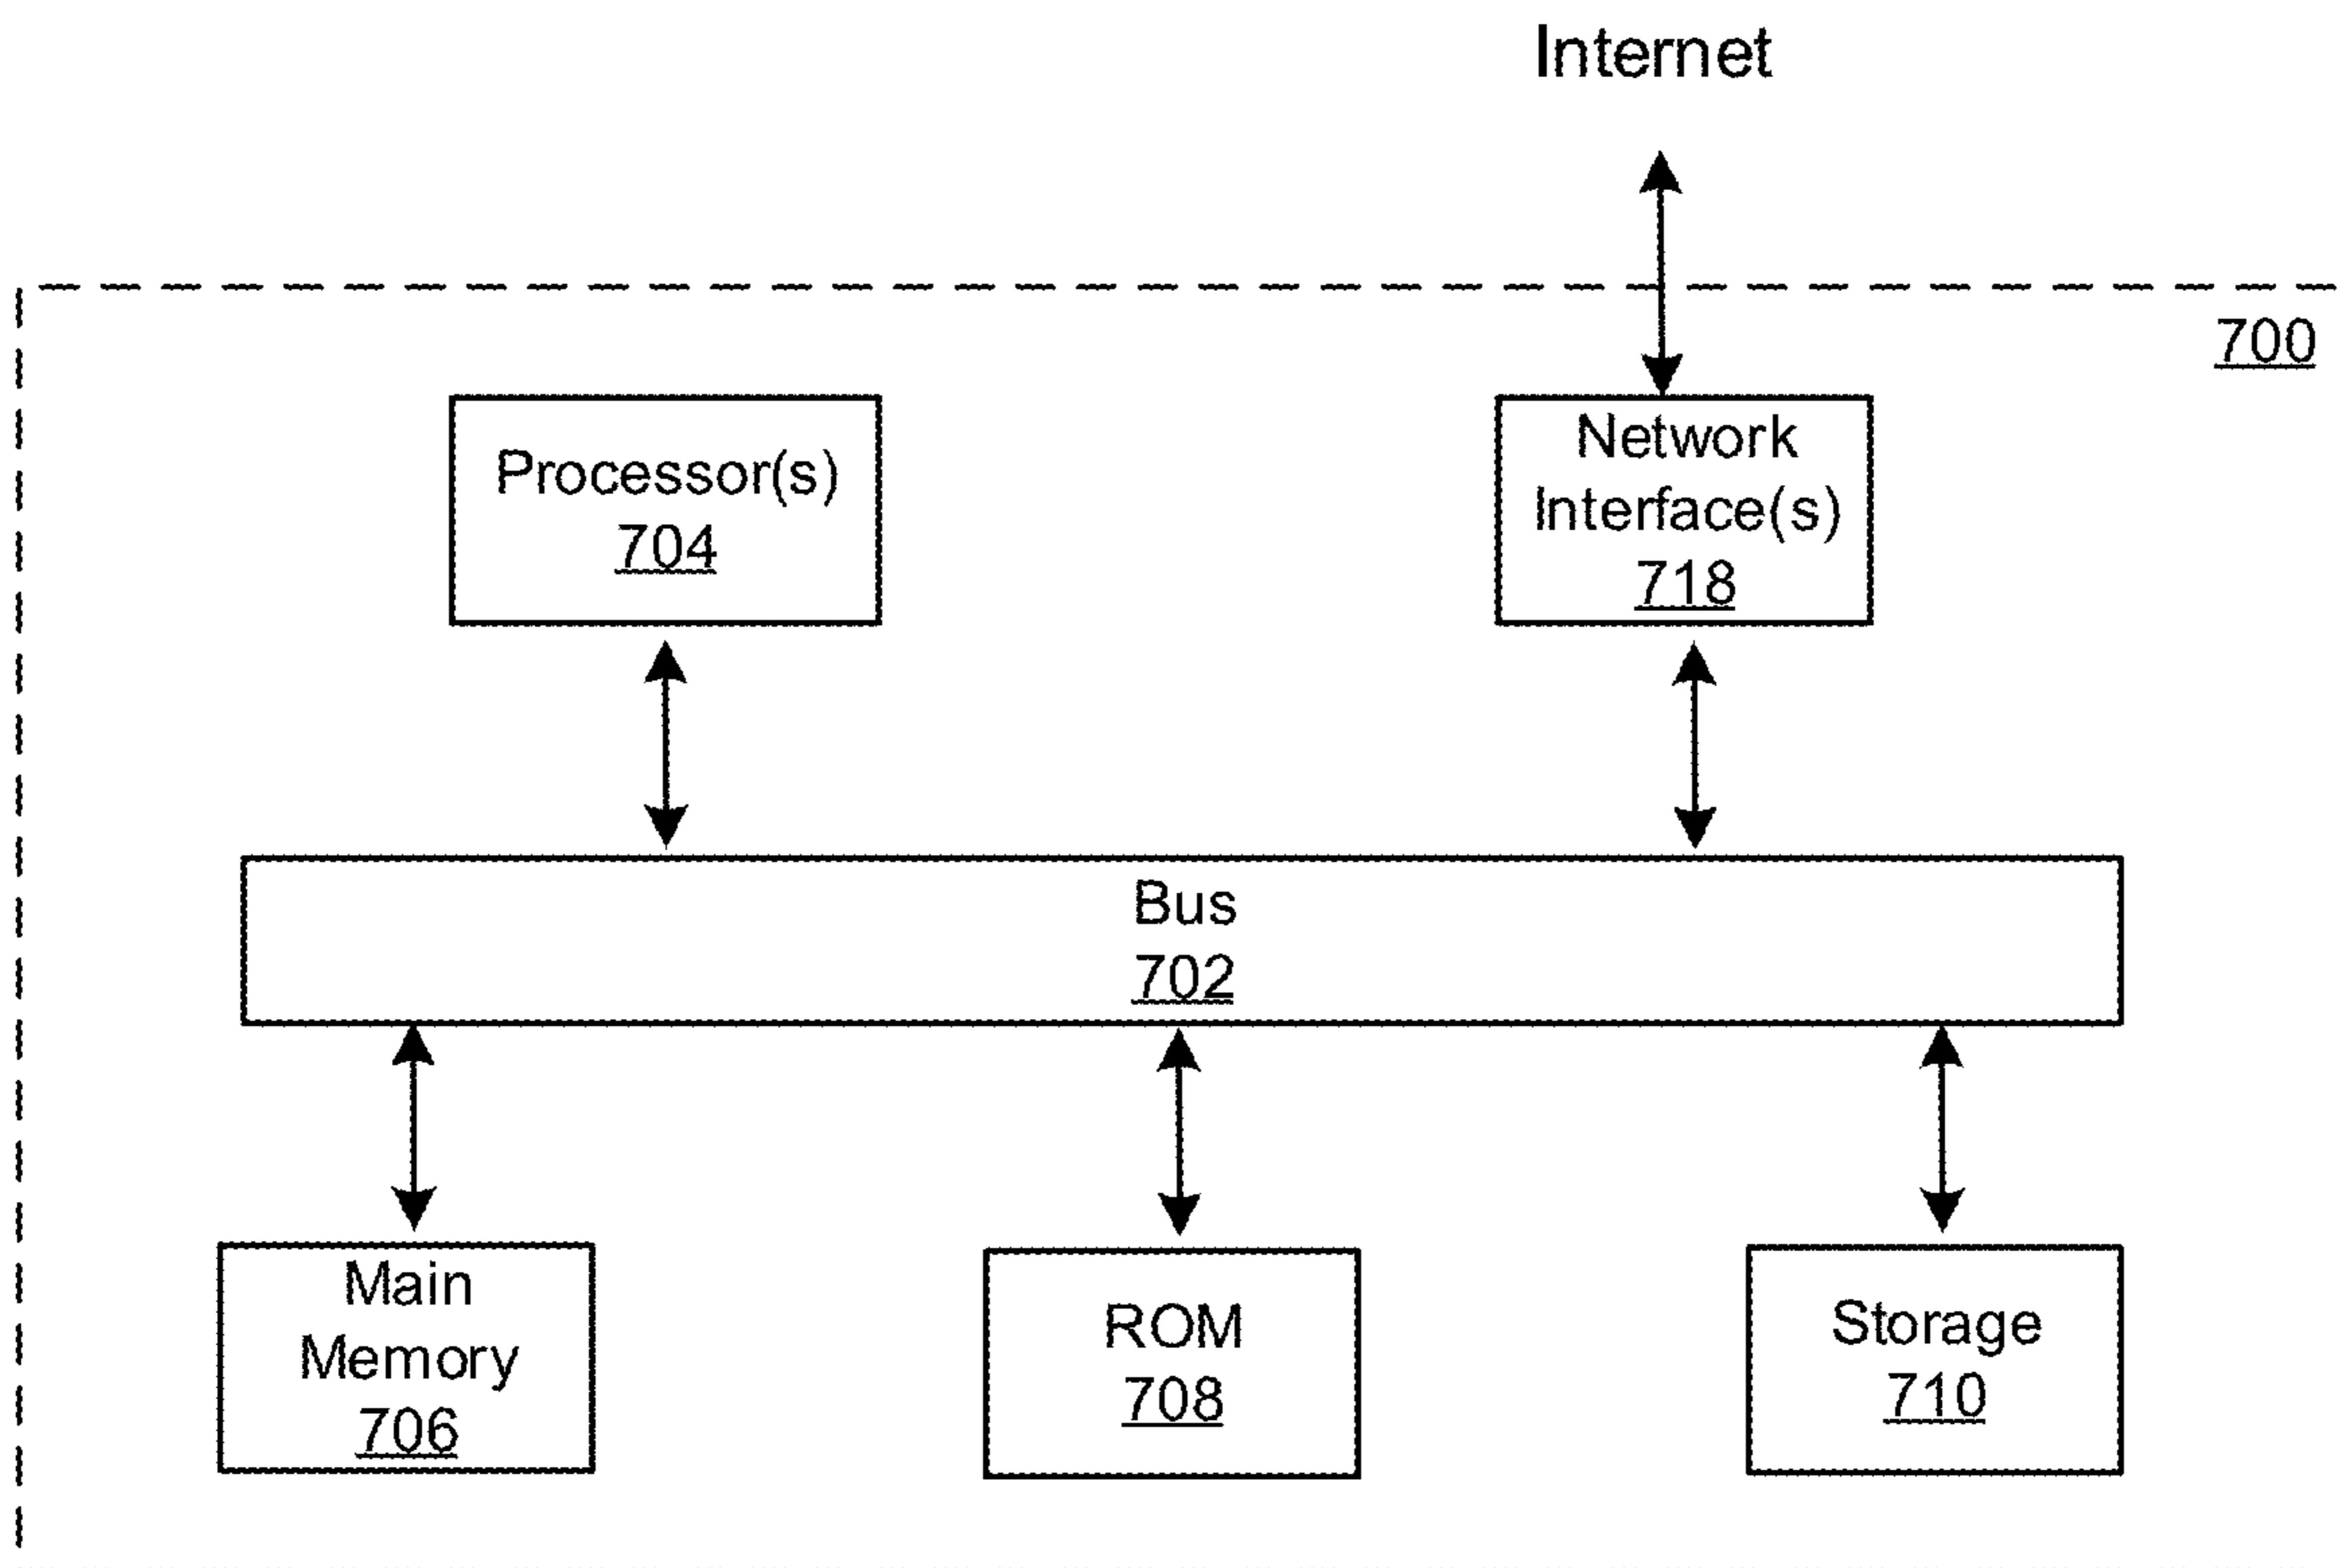 Internet
700
Processor(s)
704
Network
Interface(s)
718
Bus
702
Main
Memory
706
ROM
708
Storage
710